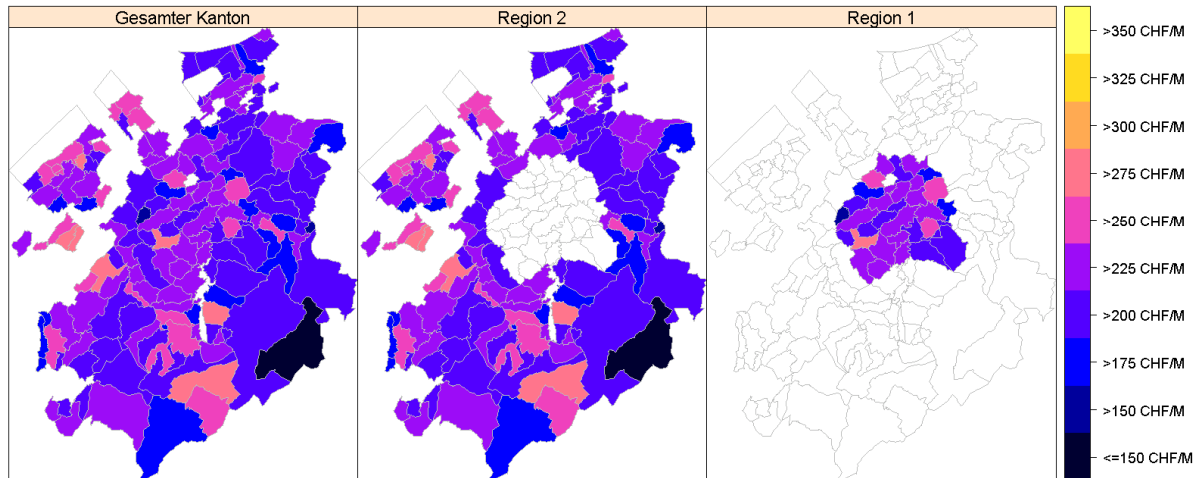 Gesamter Kanton
Region 2
Region 1
>350 CHF/M
>325 CHF/M
>300 CHF/M
>275 CHF/M
>250 CHF/M
>225 CHF/M
>200 CHF/M
>175 CHF/M
>150 CHF/M
<=150 CHF/M